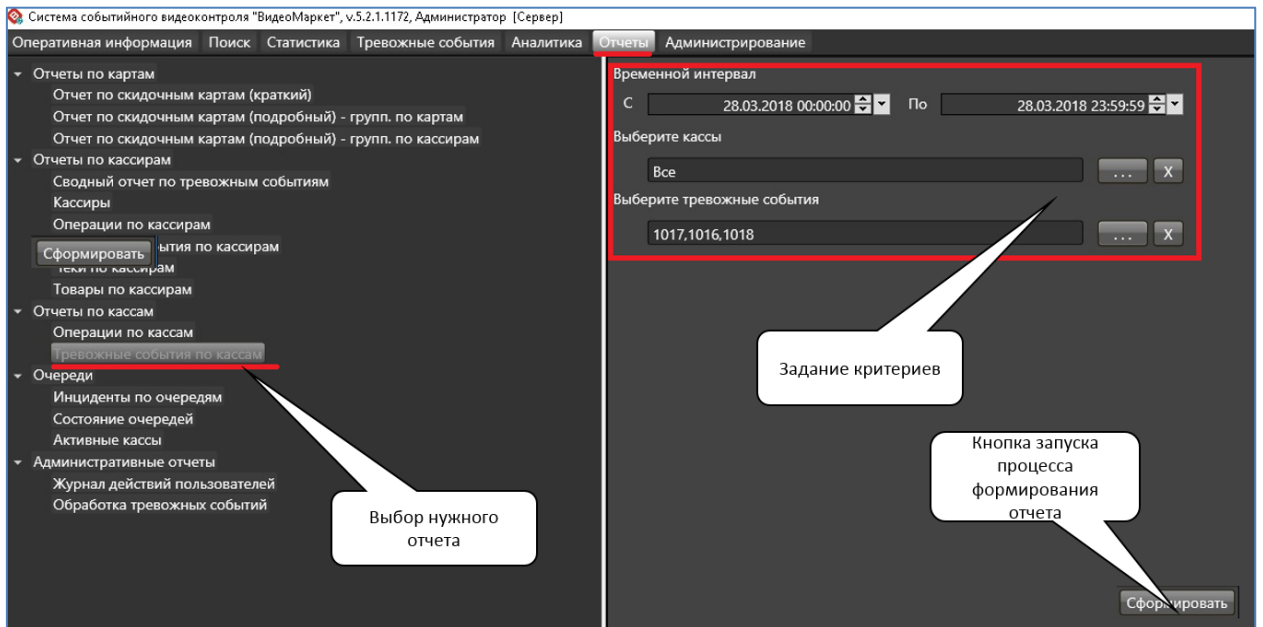 Система событийного видеоконтроля "ВидеоМаркет", v.5.2.1.1172, Администратор [Сервер]
Оперативная информация Поиск Статистика Тревожные события Аналитика Отчеты Администрирование
Отчеты по картам
Отчет по скидочным картам (краткий)
Отчет по скидочным картам (подробный) - групп. по картам
Отчет по скидочным картам (подробный) - групп. по кассирам
Отчеты по кассирам
Сводный отчет по тревожным событиям
Кассиры
Операции по кассирам
бытия по кассирам
Сформировать
по кассирам
Товары по кассирам
Отчеты по кассам
Операции по кассам
Тревожные события по кассам
Очереди
Инциденты по очередям
Состояние очередей
Активные кассы
Административные отчеты
Журнал действий пользователей
Обработка тревожных событий
Выбор нужного
отчета
Временной интервал
С 28.03.2018 00:00:00 По 28.03.2018 23:59:59
Выберите кассы
Все ... X
Выберите тревожные события
1017,1016,1018 ... X
Задание критериев
Кнопка запуска
процесса
формирования
отчета
Сформировать